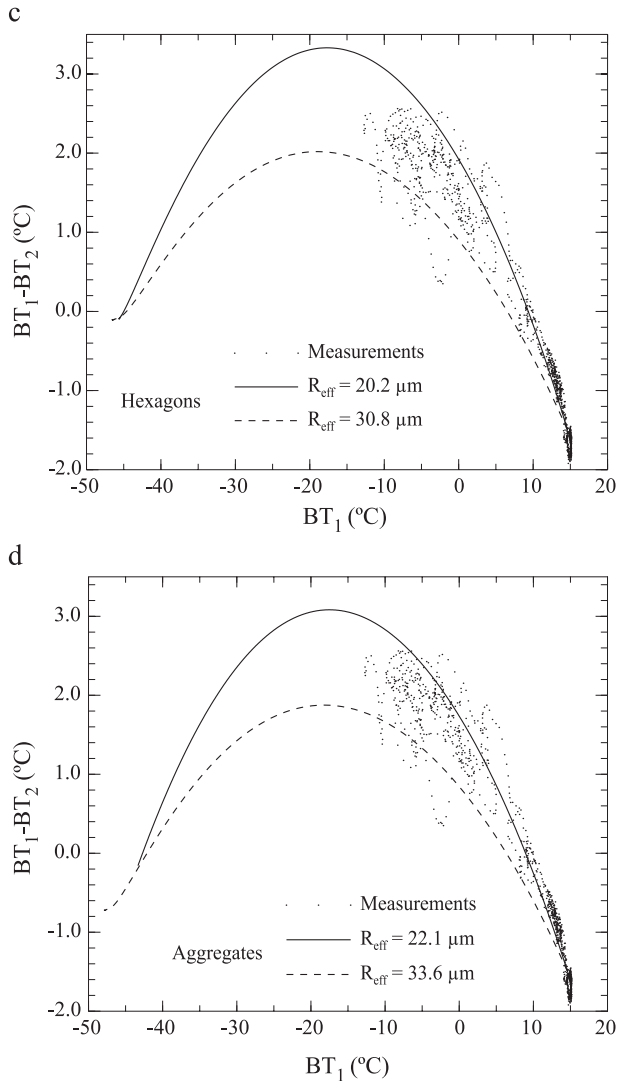 c
3.0
2.0
1.0
0.0
-1.0
-2.0
BT1-BT2 (ºC)
Measurements
Reff = 20.2 µm
Reff = 30.8 µm
Hexagons
-50 -40 -30 -20 -10 0 10 20
BT1 (ºC)
d
3.0
2.0
1.0
0.0
-1.0
-2.0
BT1-BT2 (ºC)
Measurements
Reff = 22.1 µm
Reff = 33.6 µm
Aggregates
-50 -40 -30 -20 -10 0 10 20
BT1 (ºC)